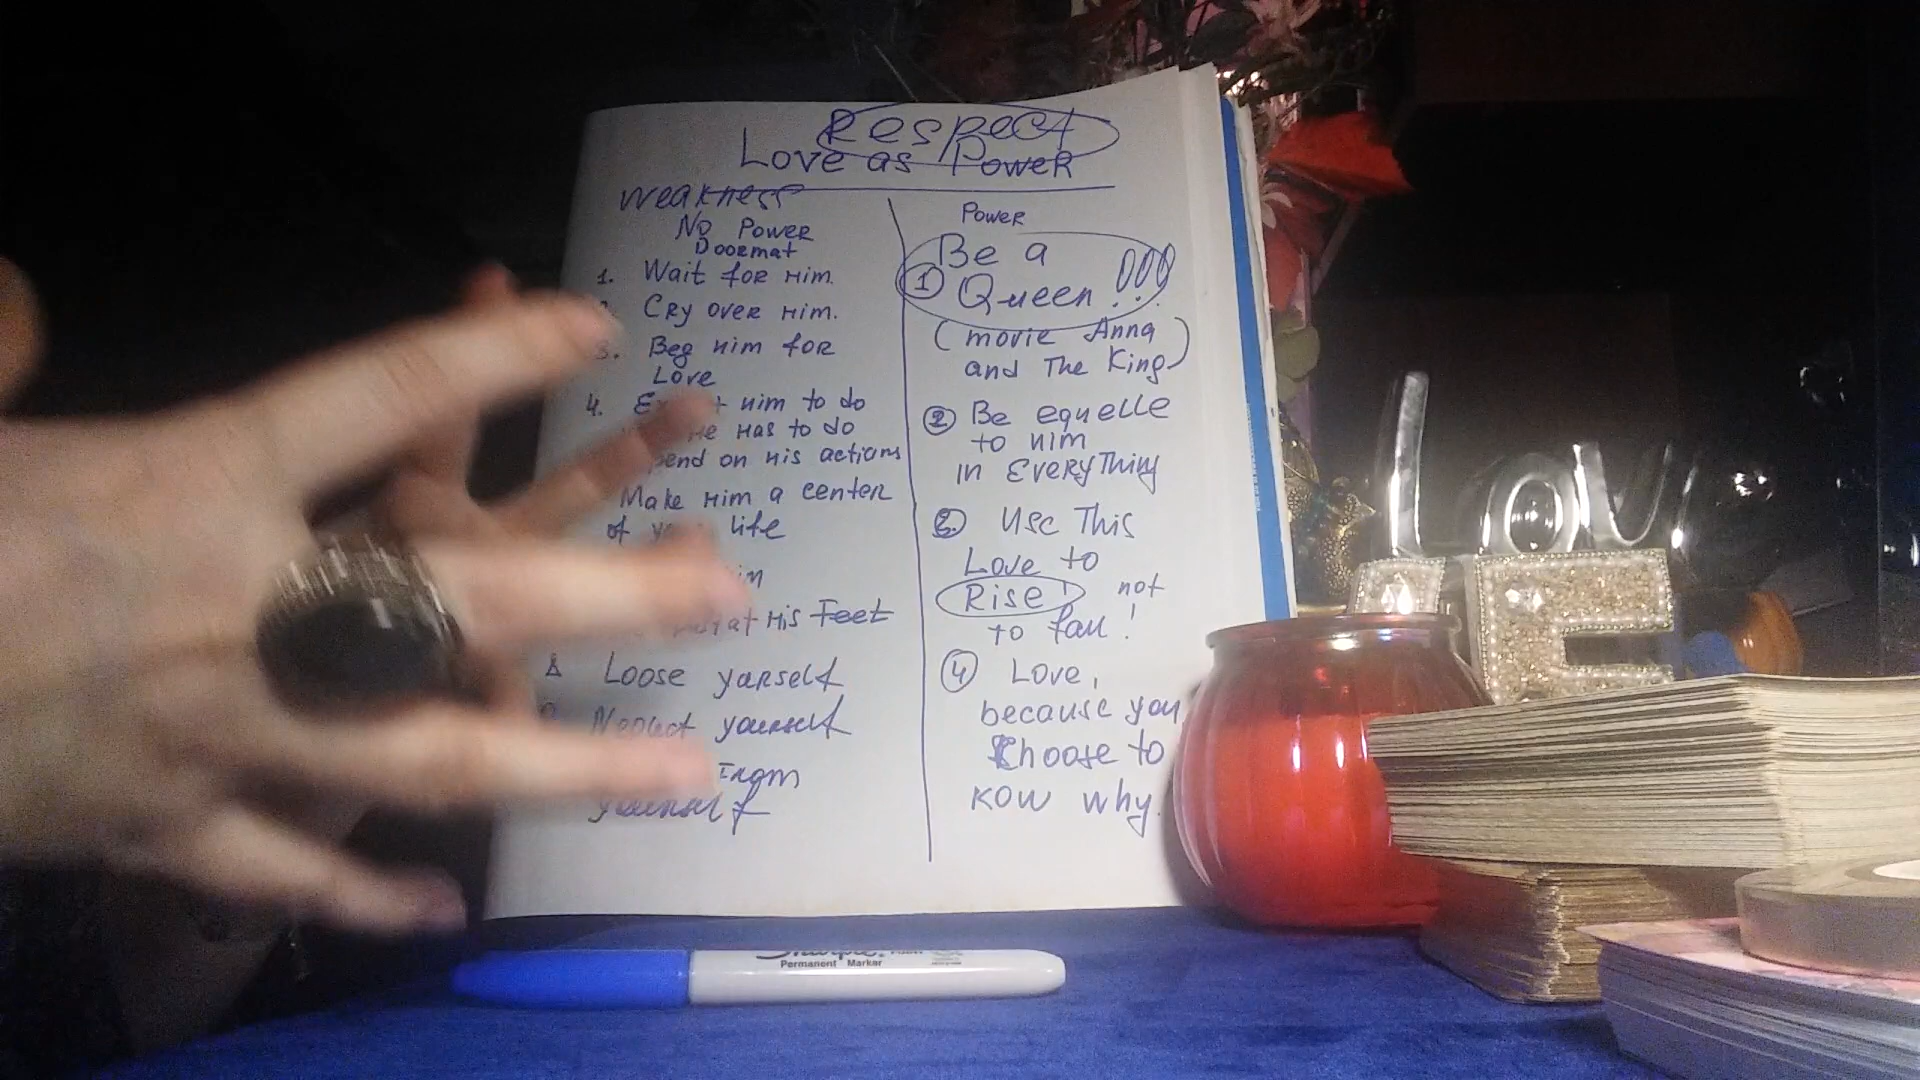 Respect
Love as Power
Weakness
No Power
Doormat
1. Wait for Him.
Cry over Him.
3. Beg him for
Love
4. him to do
He Has to do
on His actions
Make Him a center
of life
at His Feet
Loose yarself
Neglect yourself
yourself
Power
Be a
1 Queen!!!
(movie Anna
and The King)
2 Be equelle
to him
in EveryThing
3 Use This
Love to
Rise! not
to fall!
4 Love,
because you
Choose to
kow why.
Sharpie
Permanent Marker
LOV
E